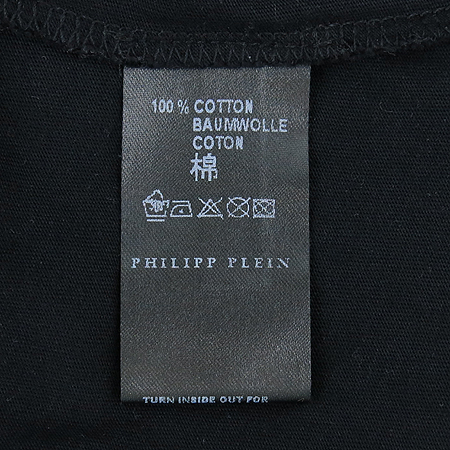 100 % COTTON
BAUMWOLLE
COTON
棉
PHILIPP PLEIN
TURN INSIDE OUT FOR